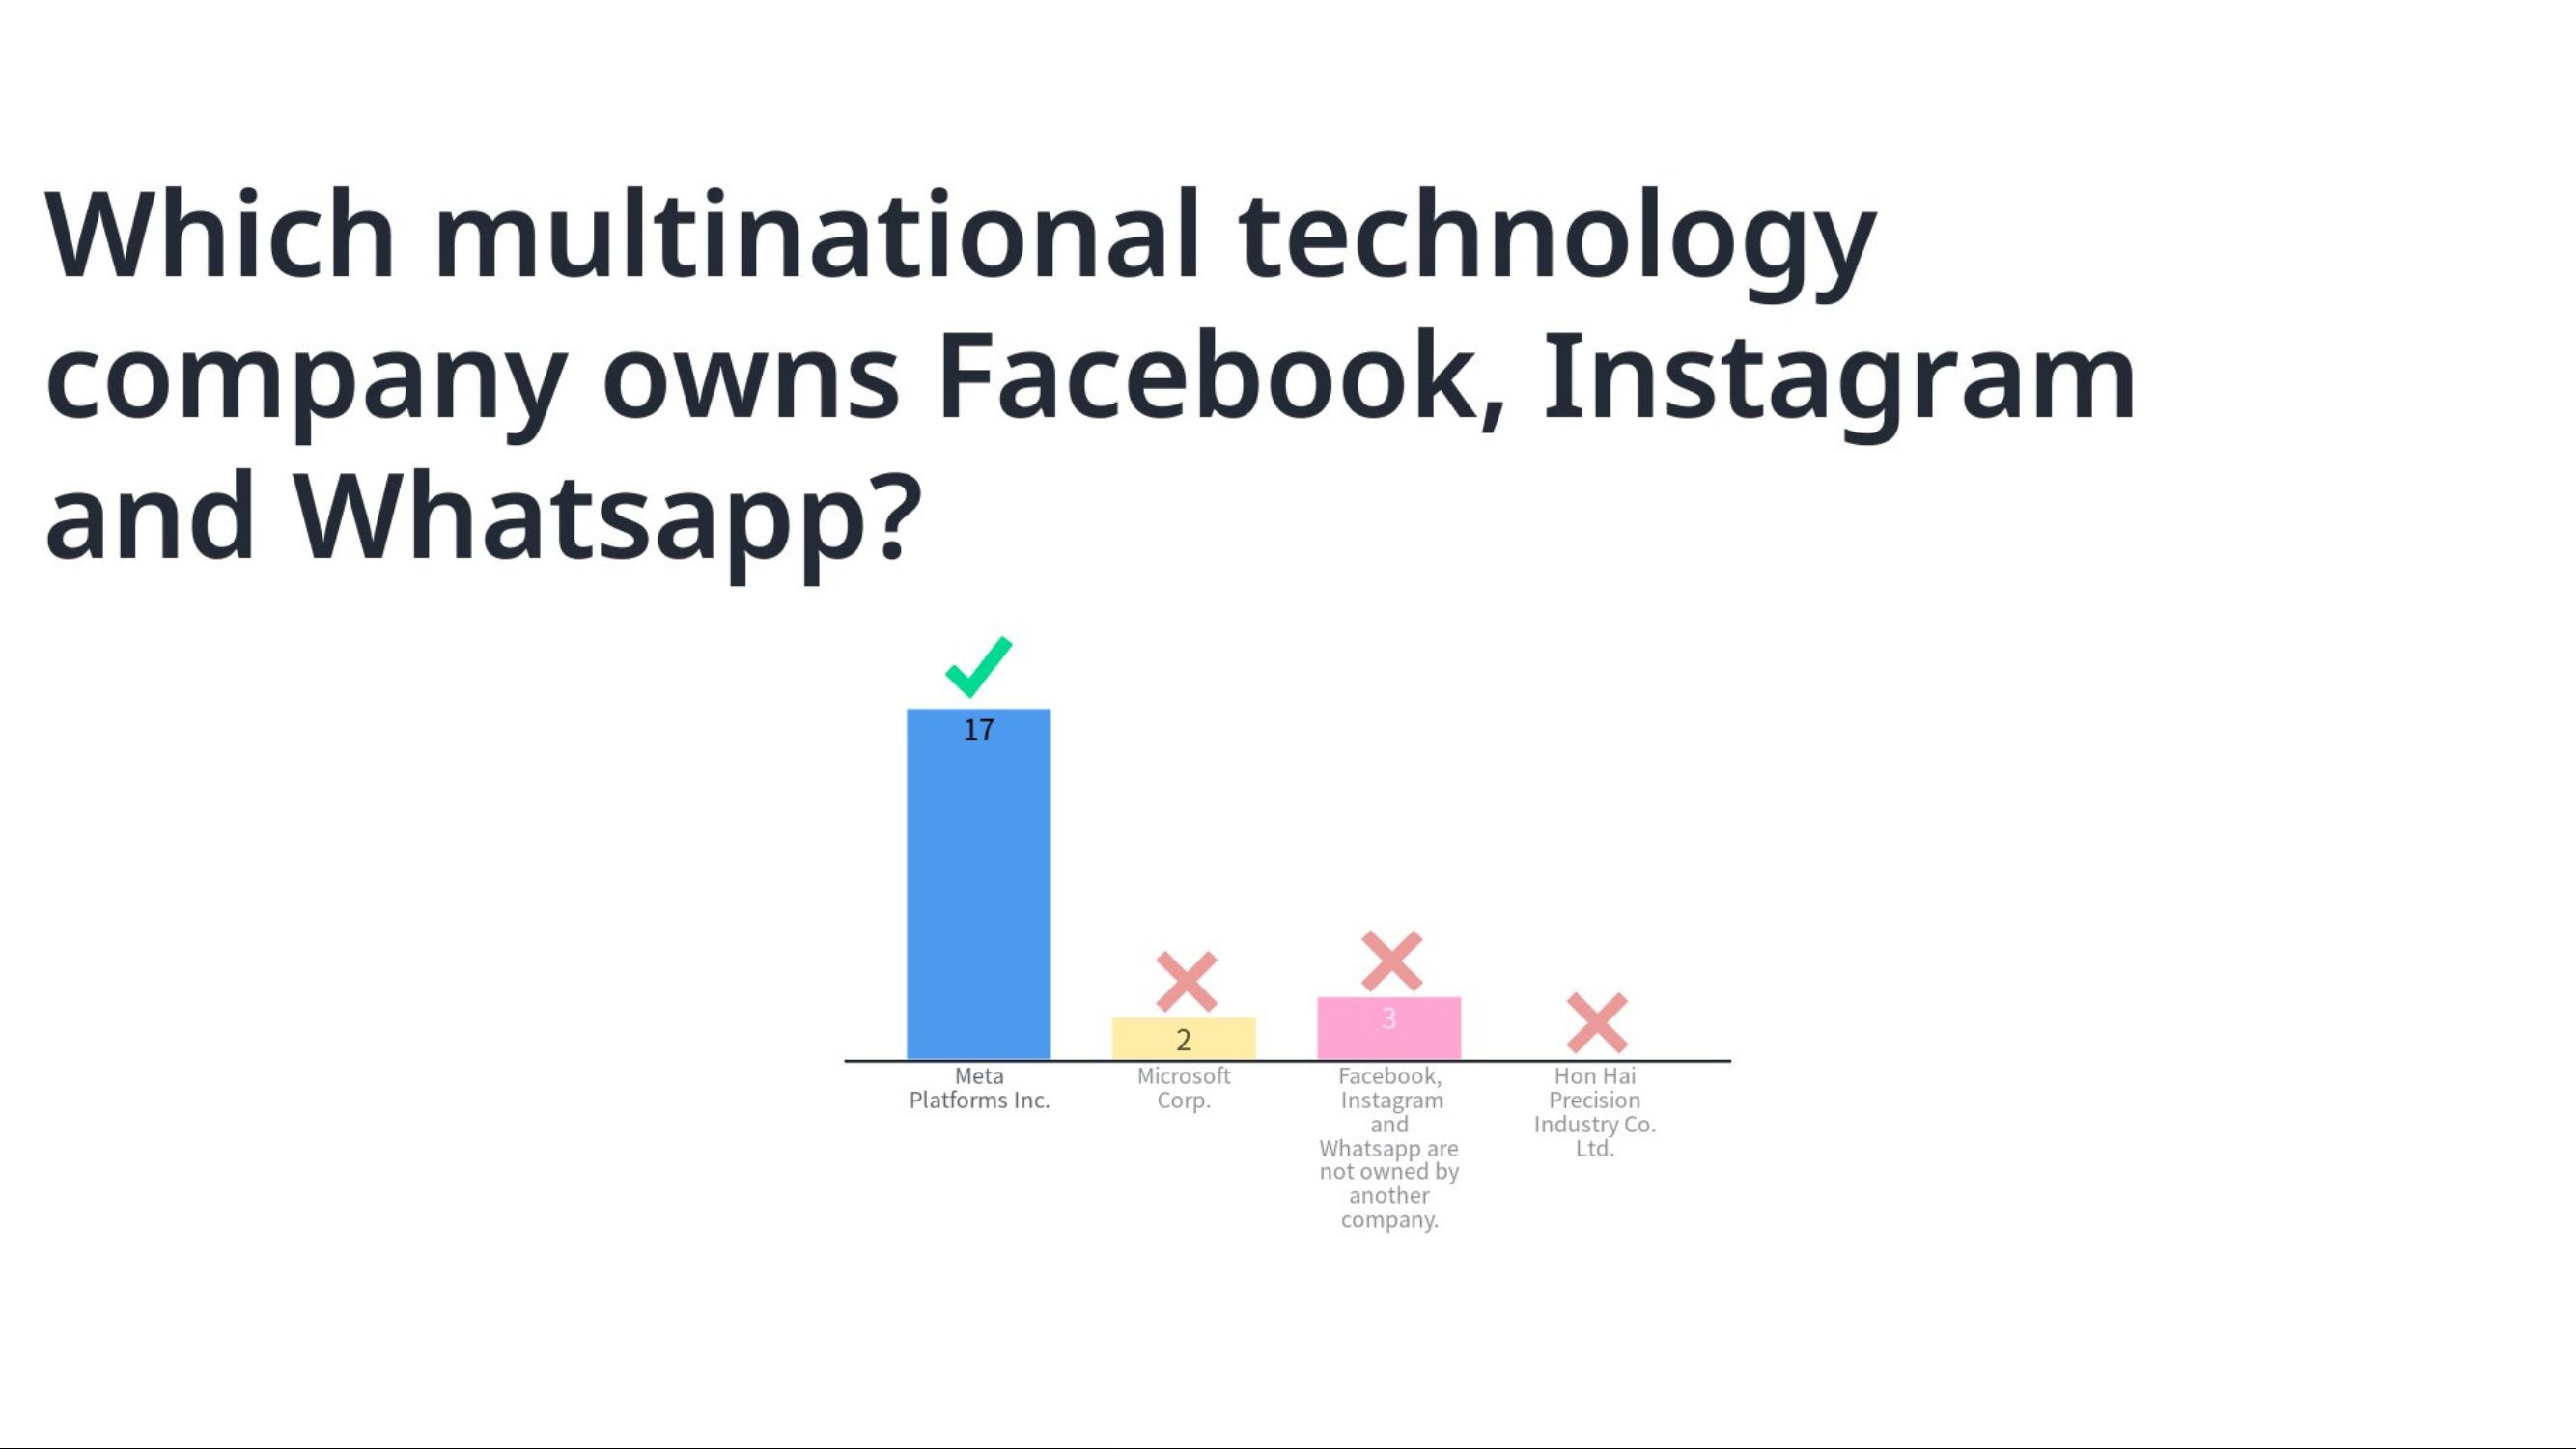 Which multinational technology
company owns Facebook, Instagram
and Whatsapp?
17
2
3
Meta
Platforms Inc.
Microsoft
Corp.
Facebook,
Instagram
and
Whatsapp are
not owned by
another
company.
Hon Hai
Precision
Industry Co.
Ltd.